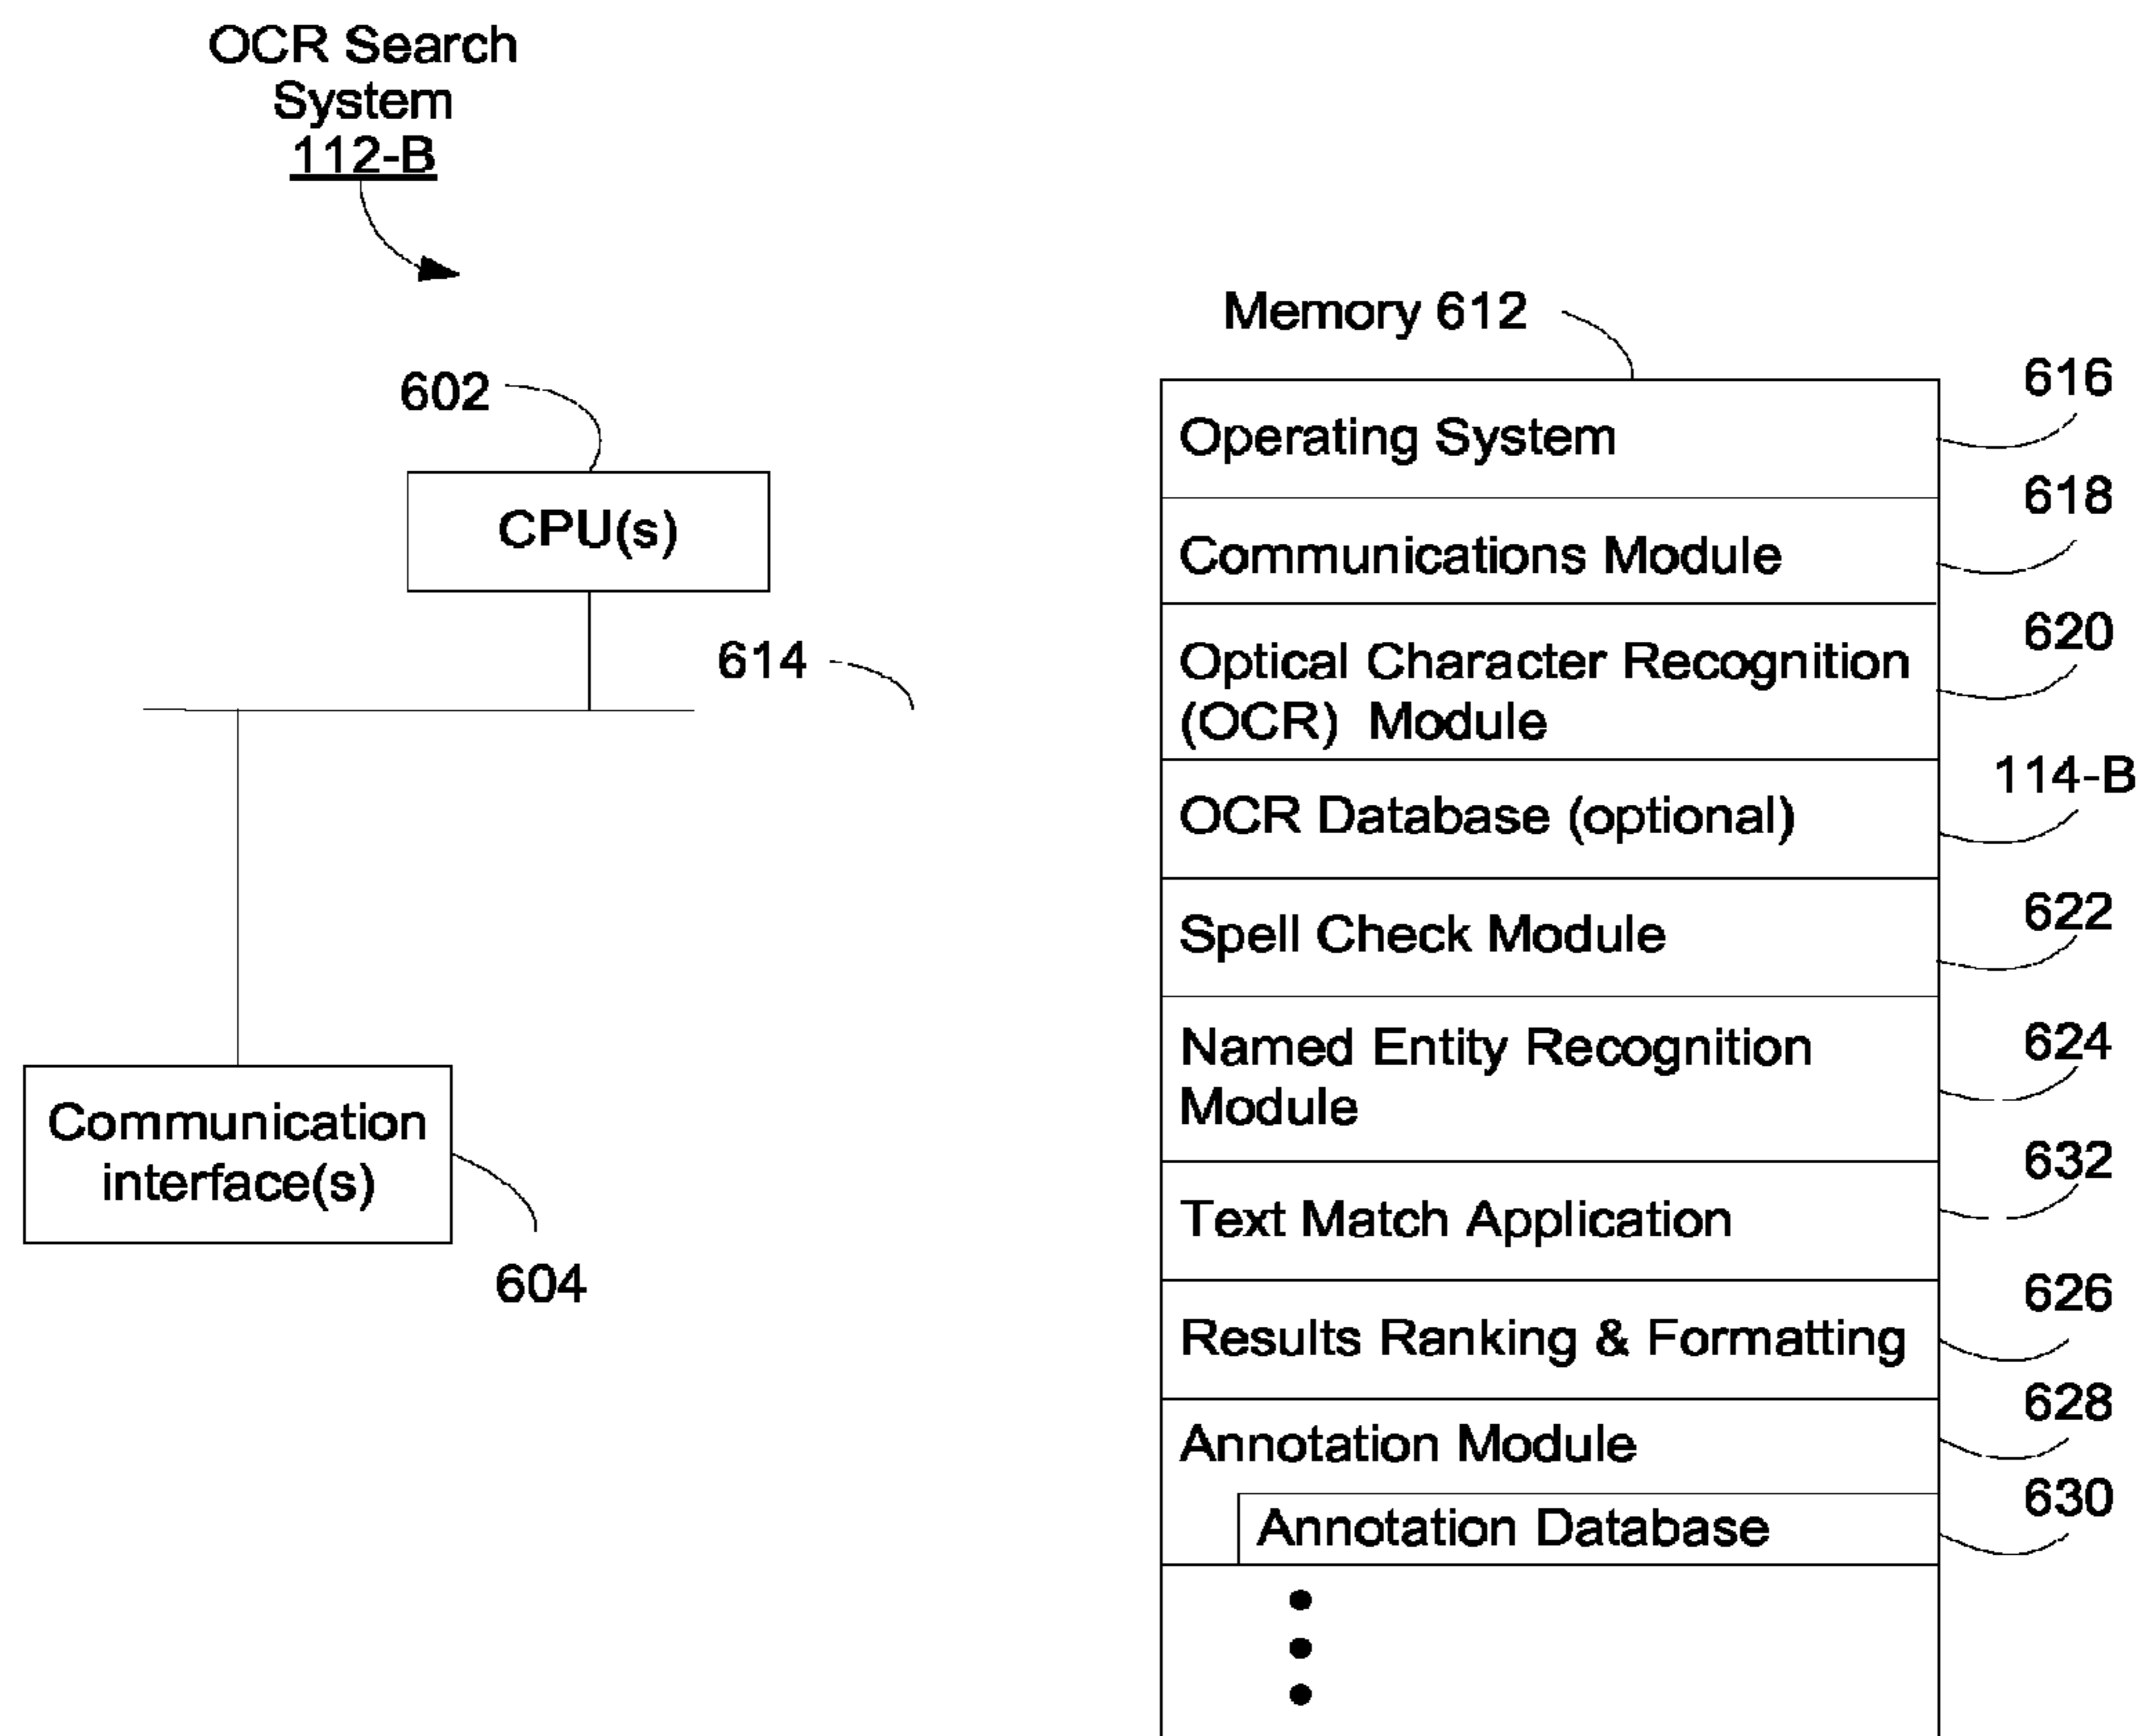 OCR Search
System
112-B
Memory 612
602
CPU(s)
614
Communication
interface(s)
604
Operating System
616
Communications Module
618
Optical Character Recognition
(OCR) Module
620
OCR Database (optional)
114-B
Spell Check Module
622
Named Entity Recognition
Module
624
Text Match Application
632
Results Ranking & Formatting
626
Annotation Module
628
Annotation Database
630